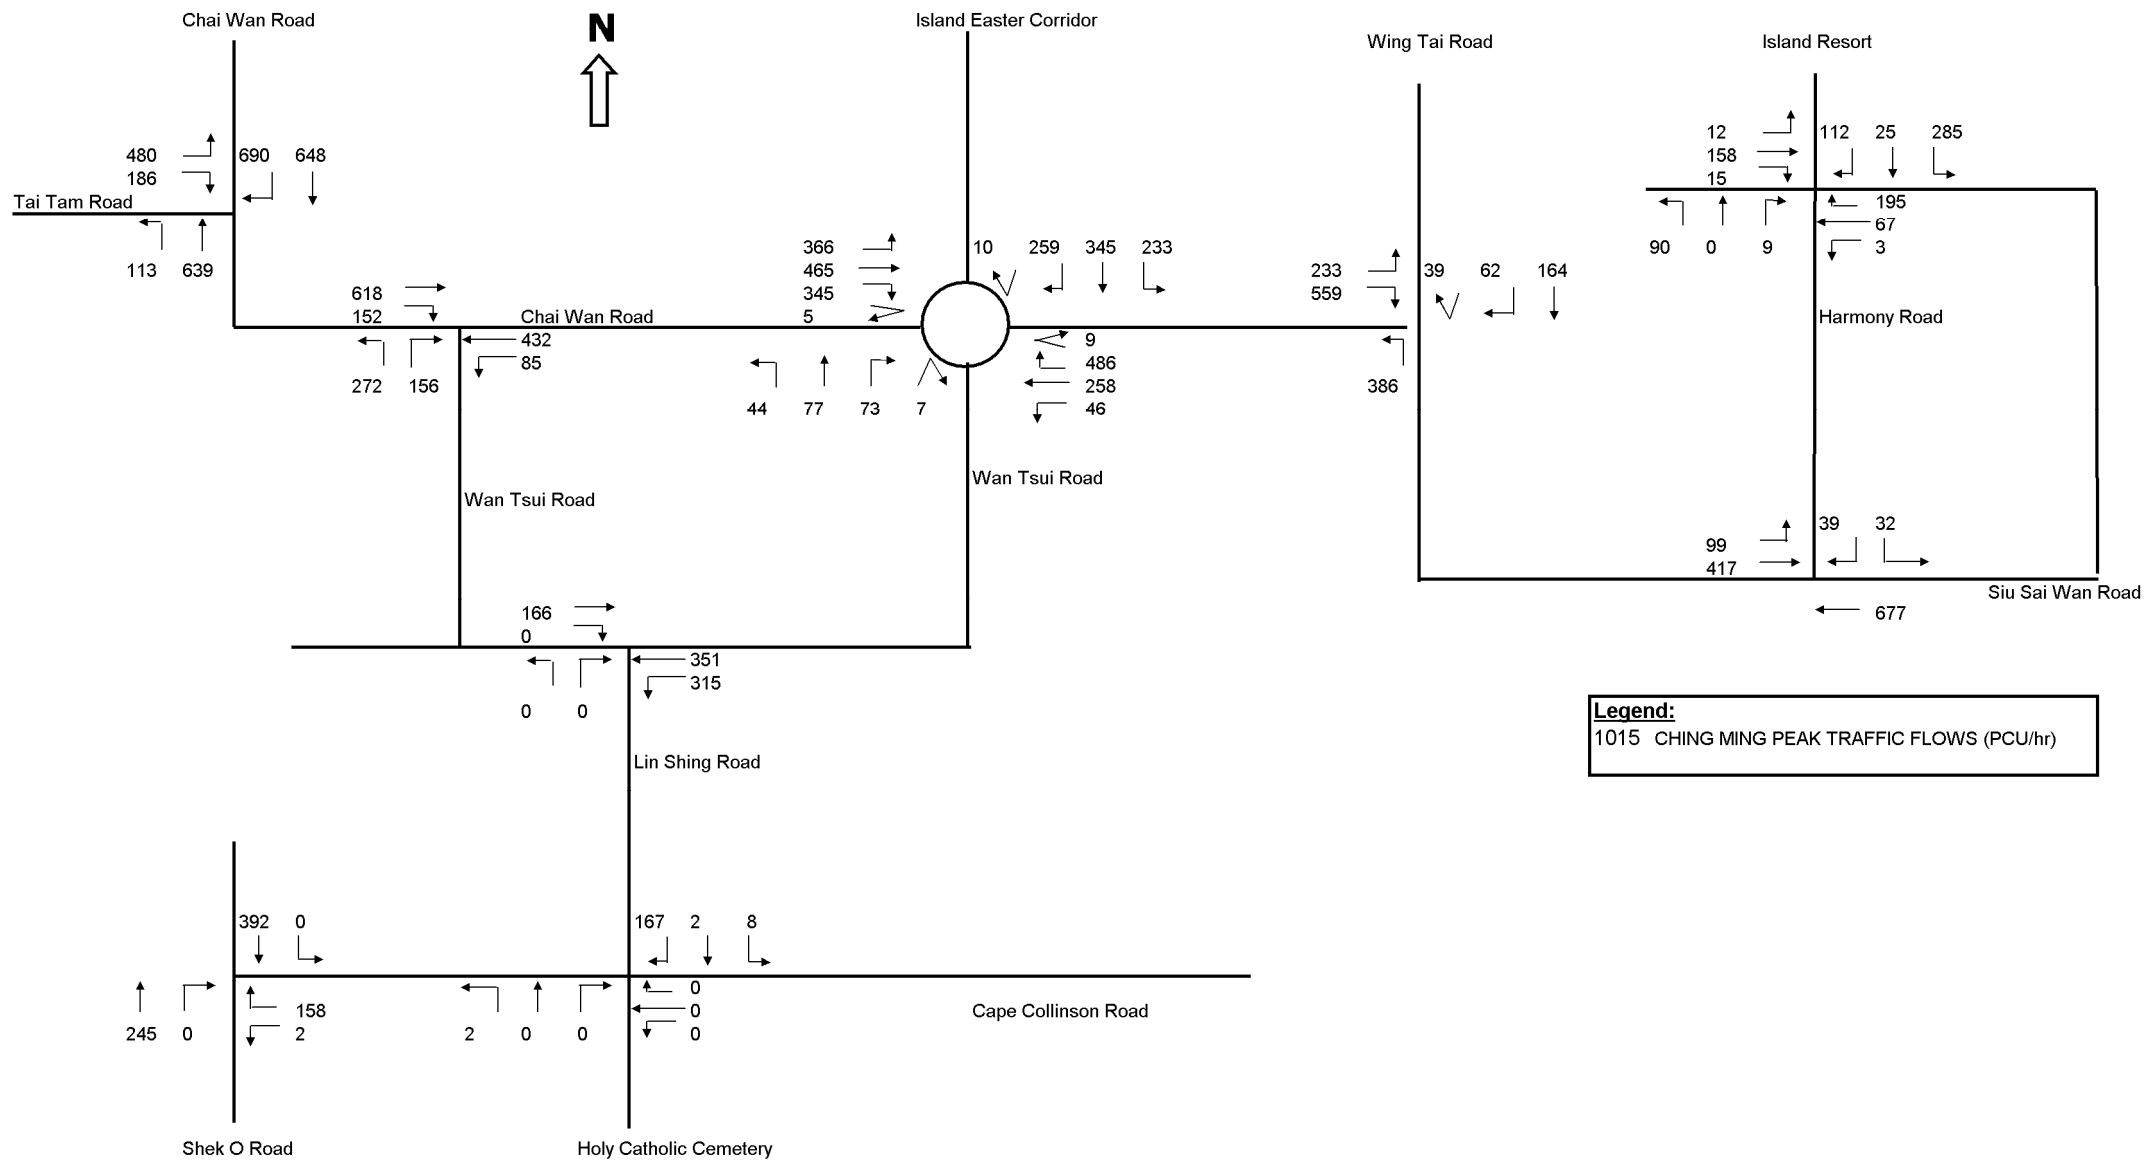 Chai Wan Road
N
Island Easter Corridor
Wing Tai Road
Island Resort
12
112 25 285
158
15
480
690 648
186
Tai Tam Road
195
67
3
90 0 9
113 639
366
10 259 345 233
465
345
5
233
39 62 164
559
618
152
Chai Wan Road
Harmony Road
432
85
272 156
9
486
258
46
44 77 73 7
386
Wan Tsui Road
Wan Tsui Road
39 32
99
417
Siu Sai Wan Road
677
166
0
351
315
0 0
Legend:
1015 CHING MING PEAK TRAFFIC FLOWS (PCU/hr)
Lin Shing Road
392 0
167 2 8
0
0
0
158
2
245 0
2 0 0
Cape Collinson Road
Shek O Road
Holy Catholic Cemetery